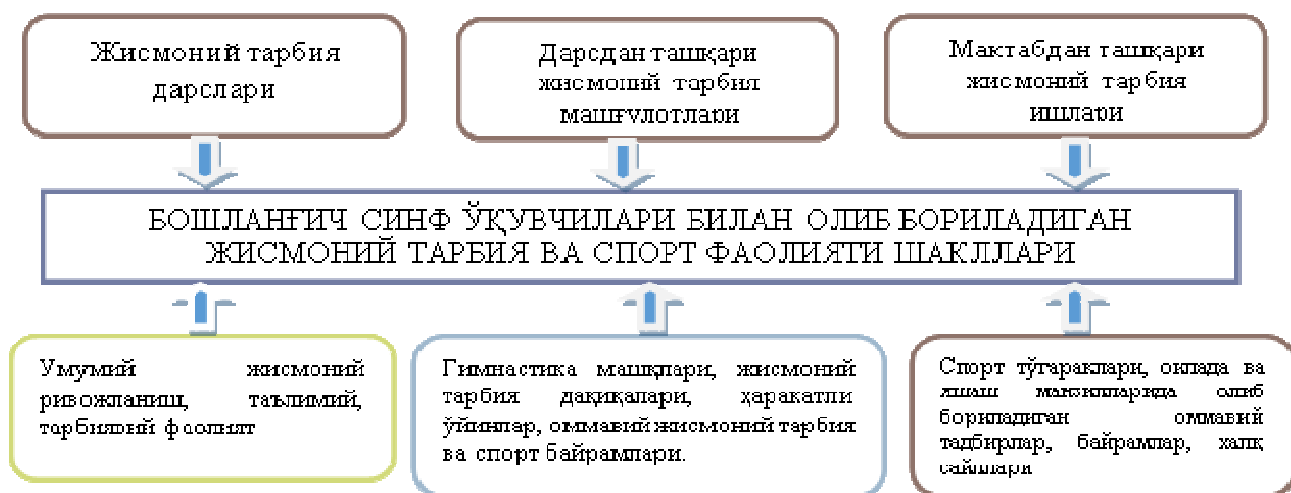 Жисмоний тарбия
дарслари
Дарсдан ташқари
жисмоний тарбия
машғулотлари
Мактабдан ташқари
жисмоний тарбия
ишлари
БОШЛАНҒИЧ СИНФ ЎҚУВЧИЛАРИ БИЛАН ОЛИБ БОРИЛАДИГАН
ЖИСМОНИЙ ТАРБИЯ ВА СПОРТ ФАОЛИЯТИ ШАКЛЛАРИ
Умумий жисмоний
ривожланиш, таълимий,
тарбиявий фаолият
Гимнастика машқлари, жисмоний
тарбия дақиқалари, ҳаракатли
ўйинлар, оммавий жисмоний тарбия
ва спорт байрамлари.
Спорт тўгараклари, оилада ва
яшаш манзилларида олиб
бориладиган оммавий
тадбирлар, байрамлар, халқ
сайллари